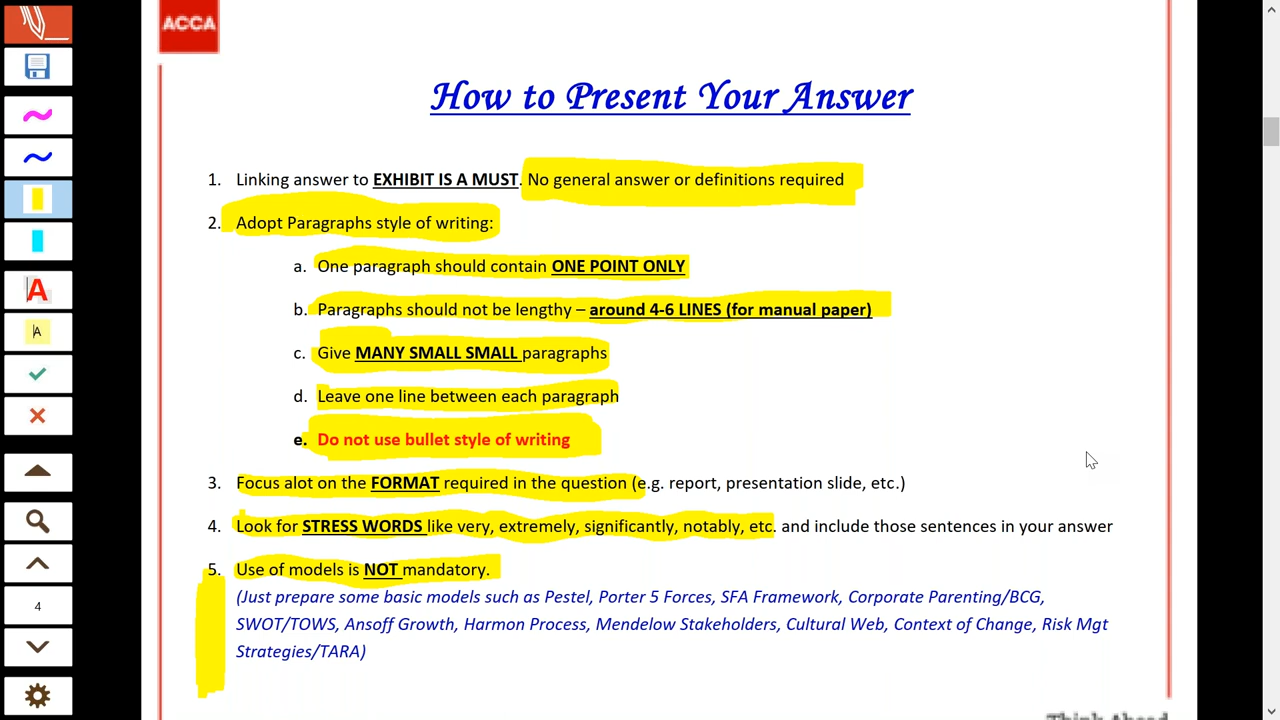 ACCA
How to Present Your Answer
1. Linking answer to EXHIBIT IS A MUST. No general answer or definitions required
2. Adopt Paragraphs style of writing:
a. One paragraph should contain ONE POINT ONLY
b. Paragraphs should not be lengthy – around 4-6 LINES (for manual paper)
c. Give MANY SMALL SMALL paragraphs
d. Leave one line between each paragraph
e. Do not use bullet style of writing
3. Focus alot on the FORMAT required in the question (e.g. report, presentation slide, etc.)
4. Look for STRESS WORDS like very, extremely, significantly, notably, etc. and include those sentences in your answer
5. Use of models is NOT mandatory.
(Just prepare some basic models such as Pestel, Porter 5 Forces, SFA Framework, Corporate Parenting/BCG,
SWOT/TOWS, Ansoff Growth, Harmon Process, Mendelow Stakeholders, Cultural Web, Context of Change, Risk Mgt
Strategies/TARA)
A
A
4
Think Ahead